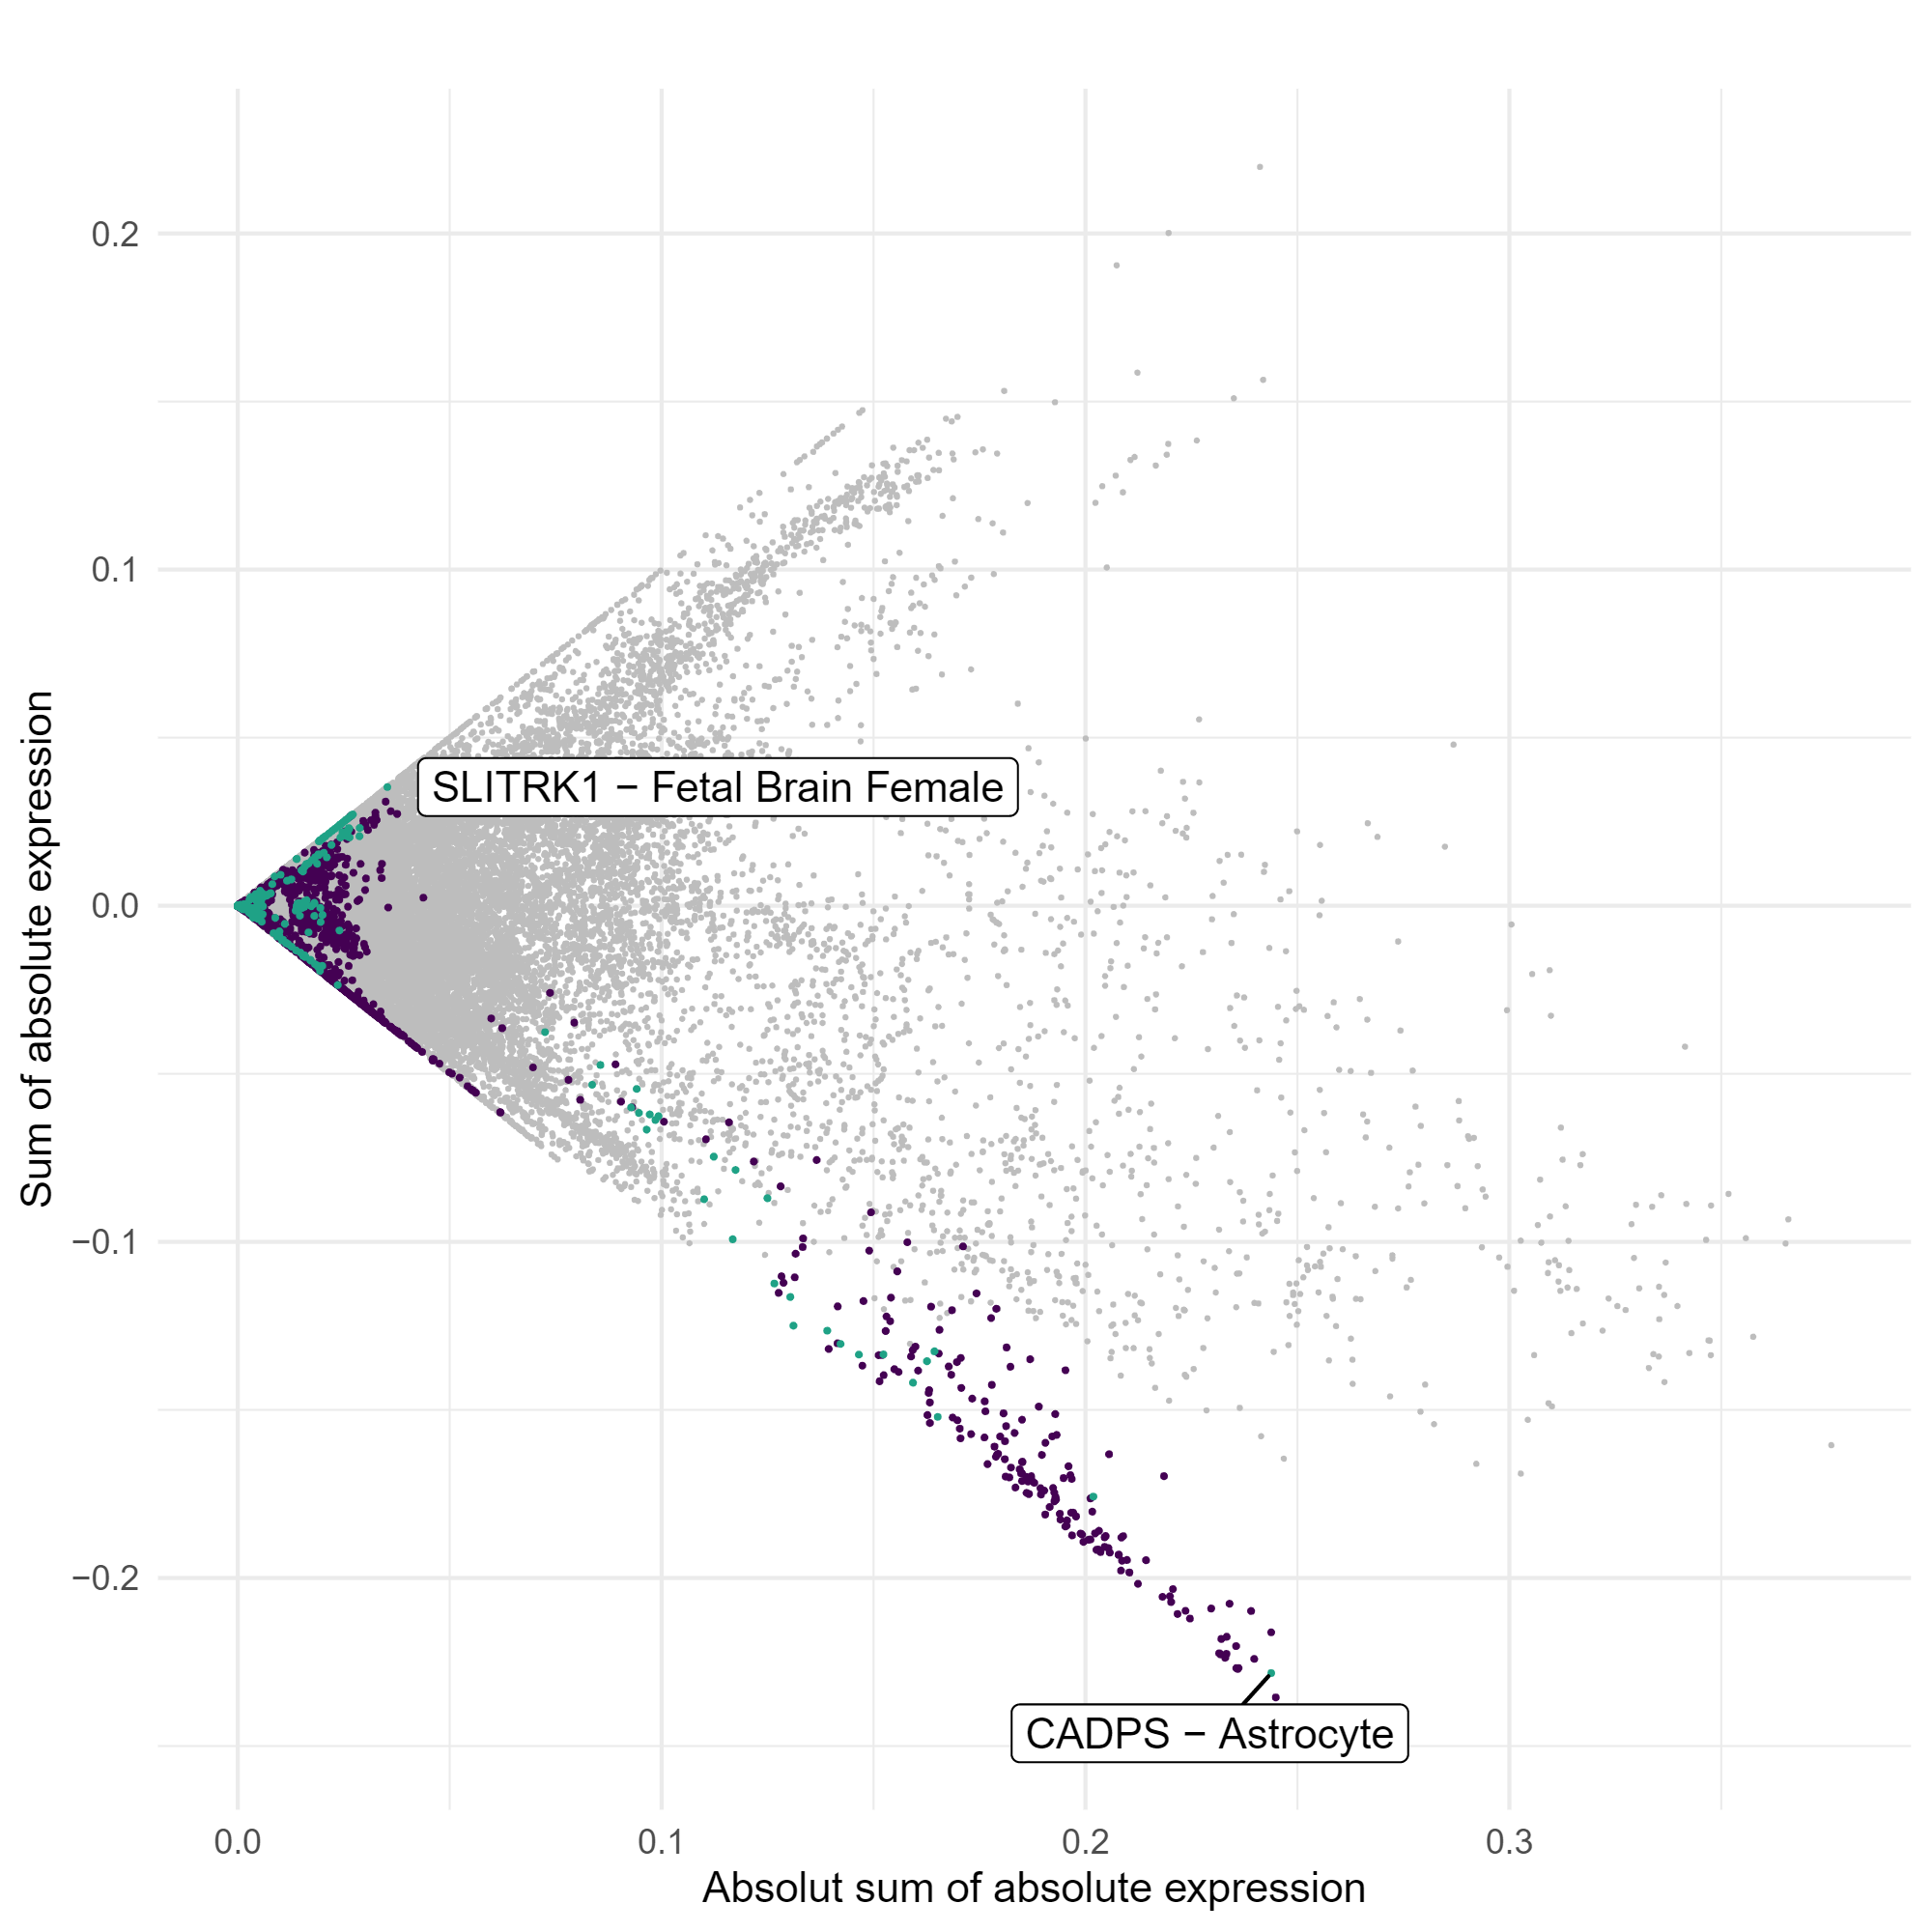 0.2
0.1
0.0
−0.1
−0.2
Sum of absolute expression
SLITRK1 − Fetal Brain Female
CADPS − Astrocyte
0.0 0.1 0.2 0.3
Absolut sum of absolute expression